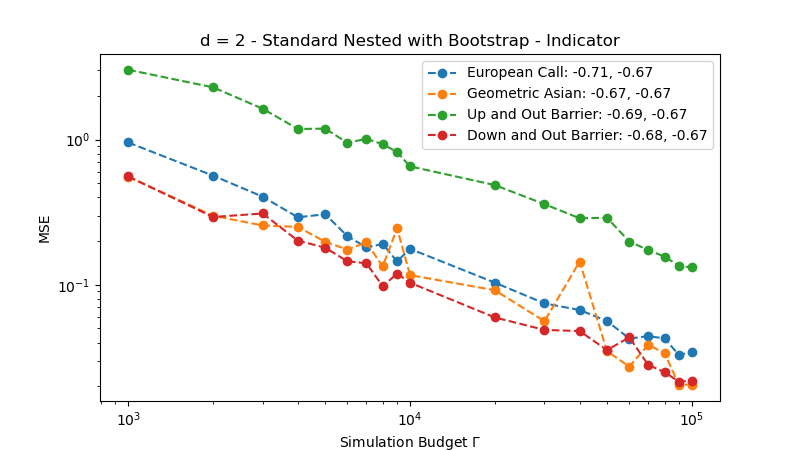 d = 2 - Standard Nested with Bootstrap - Indicator
European Call: -0.71, -0.67
Geometric Asian: -0.67, -0.67
Up and Out Barrier: -0.69, -0.67
Down and Out Barrier: -0.68, -0.67
MSE
10⁰
10⁻¹
10³
10⁴
10⁵
Simulation Budget Γ